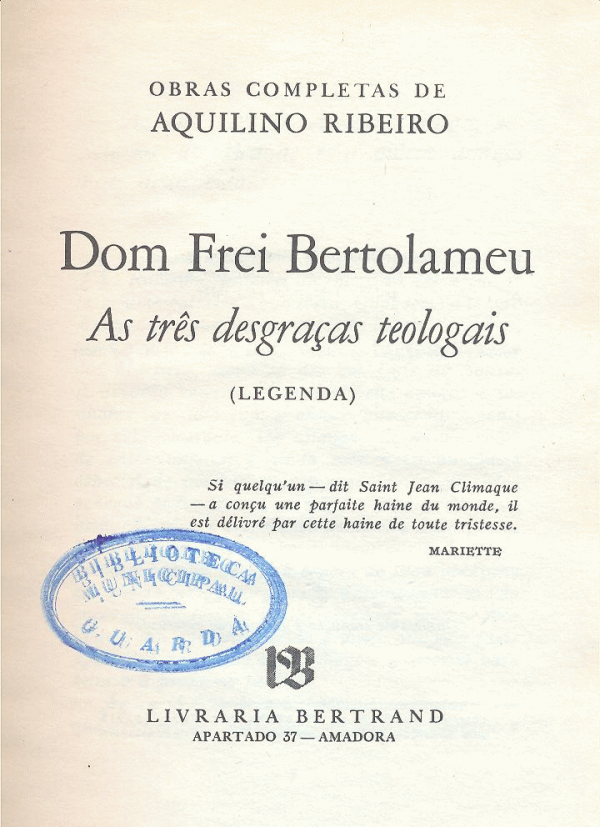 OBRAS COMPLETAS DE
AQUILINO RIBEIRO
Dom Frei Bertolameu
As três desgraças teologais
(LEGENDA)
Si quelqu'un — dit Saint Jean Climaque
— a conçu une parfaite haine du monde, il
est délivré par cette haine de toute tristesse.
MARIETTE
BIBLIOTECA
MUNICIPAL
GUARDA
LIVRARIA BERTRAND
APARTADO 37 — AMADORA